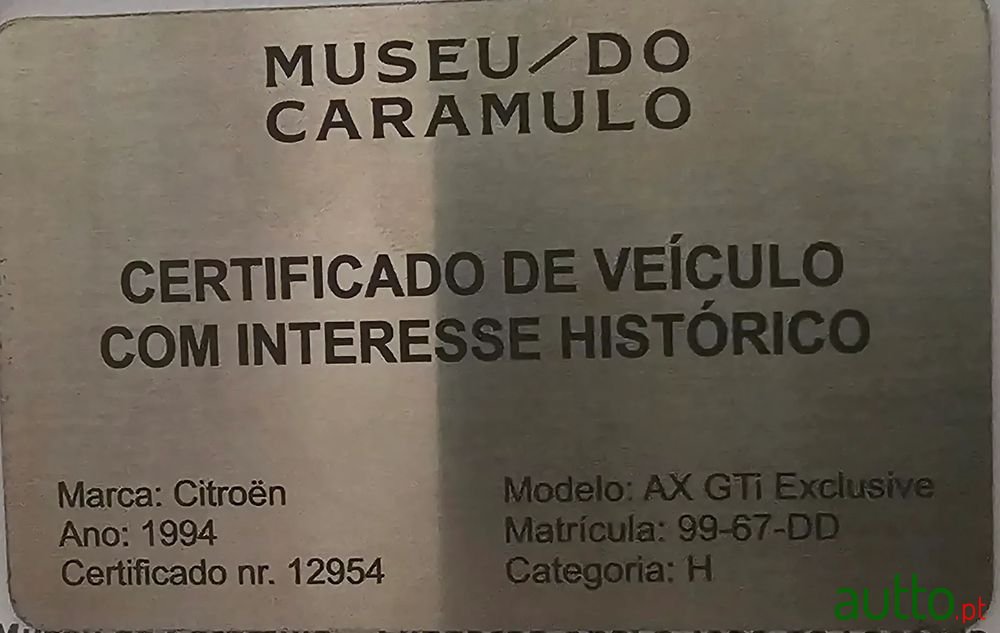 MUSEU/DO
CARAMULO
CERTIFICADO DE VEÍCULO
COM INTERESSE HISTÓRICO
Marca: Citroën
Modelo: AX GTi Exclusive
Ano: 1994
Matrícula: 99-67-DD
Certificado nr. 12954
Categoria: H
autto.pt